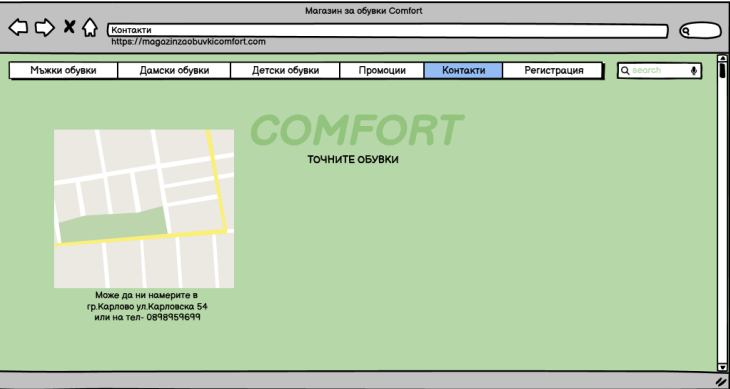 Магазин за обувки Comfort
Контакти
https://magazinzaobuvkicomfort.com
Мъжки обувки Дамски обувки Детски обувки Промоции Контакти Регистрация search
COMFORT
ТОЧНИТЕ ОБУВКИ
Може да ни намерите в
гр.Карлово ул.Карловска 54
или на тел- 0898959699